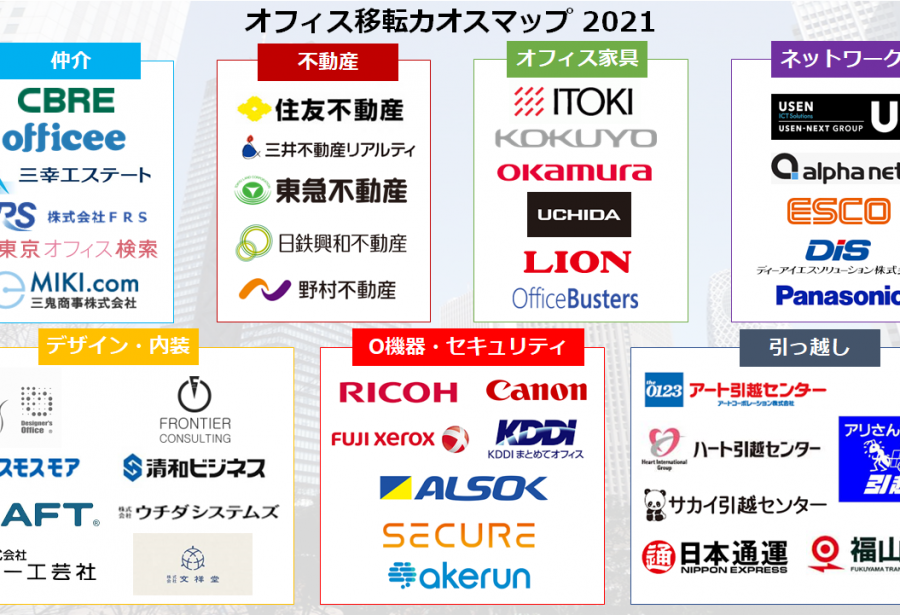 オフィス移転カオスマップ 2021
仲介
CBRE
officee
三幸エステート
RS 株式会社FRS
東京オフィス検索
MIKI.com
三鬼商事株式会社
不動産
住友不動産
三井不動産リアルティ
東急不動産
日鉄興和不動産
野村不動産
オフィス家具
ITOKI
KOKUYO
okamura
UCHIDA
LION
OfficeBusters
ネットワーク
USEN
ICT Solutions
USEN-NEXT GROUP
U
alpha net
ESCO
DiS
ディーアイエスソリューション株式会
Panasonic
デザイン・内装
Designer's
Office
FRONTIER
CONSULTING
スモスモア
清和ビジネス
AFT®
株式会社 ウチダシステムズ
式会社
ー工芸社
株式会社 文祥堂
O機器・セキュリティ
RICOH
Canon
FUJI XEROX
KDDI
KDDI まとめてオフィス
ALSOK
SECURE
akerun
引っ越し
the 0123
アート引越センター
アートコーポレーション株式会社
Heart International
Group
ハート引越センター
アリさん
引越
サカイ引越センター
通
日本通運
NIPPON EXPRESS
福山
FUKUYAMA TRAN